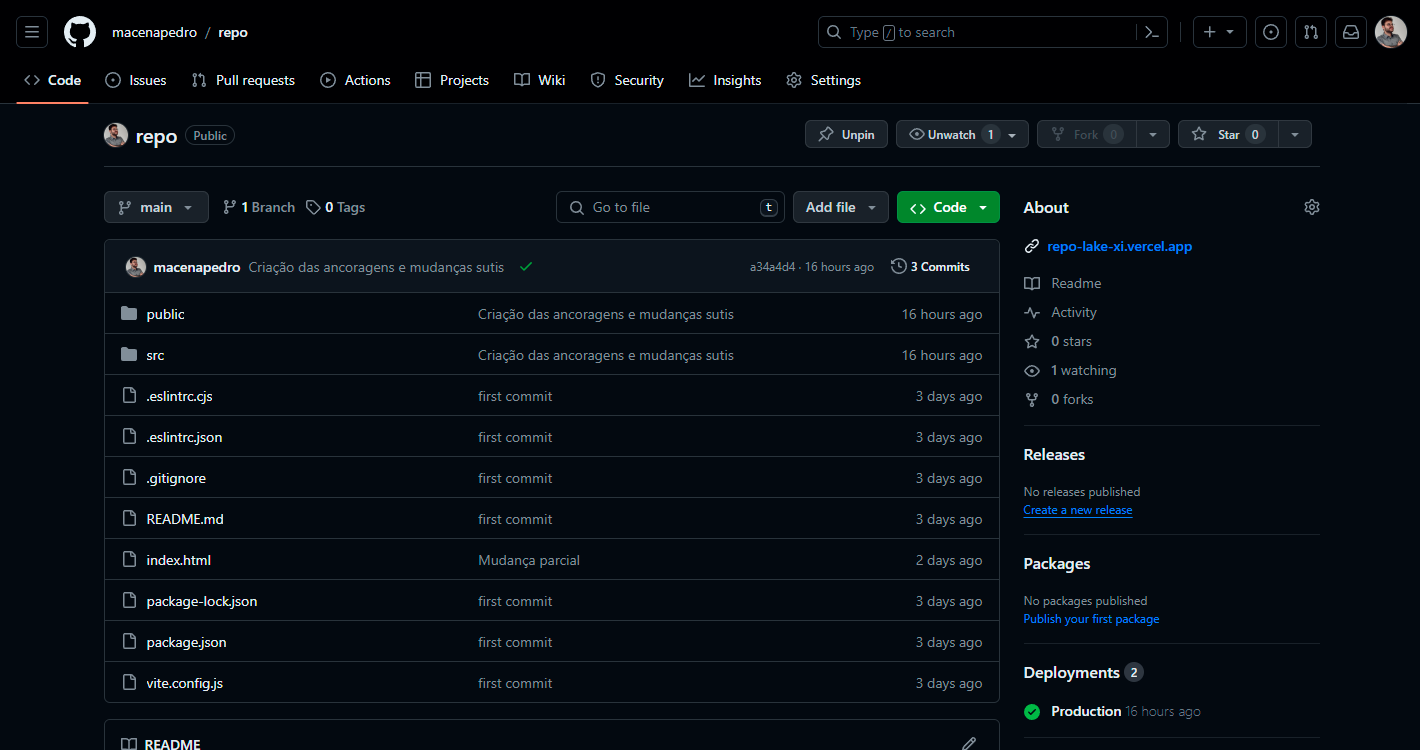 macenapedro / repo
Type / to search
Code Issues Pull requests Actions Projects Wiki Security Insights Settings
repo Public
Unpin Unwatch 1 Fork 0 Star 0
main 1 Branch 0 Tags Go to file t Add file Code
macenapedro Criação das ancoragens e mudanças sutis a34a4d4 · 16 hours ago 3 Commits
public Criação das ancoragens e mudanças sutis 16 hours ago
src Criação das ancoragens e mudanças sutis 16 hours ago
.eslintrc.cjs first commit 3 days ago
.eslintrc.json first commit 3 days ago
.gitignore first commit 3 days ago
README.md first commit 3 days ago
index.html Mudança parcial 2 days ago
package-lock.json first commit 3 days ago
package.json first commit 3 days ago
vite.config.js first commit 3 days ago
README
About
repo-lake-xi.vercel.app
Readme
Activity
0 stars
1 watching
0 forks
Releases
No releases published
Create a new release
Packages
No packages published
Publish your first package
Deployments 2
Production 16 hours ago